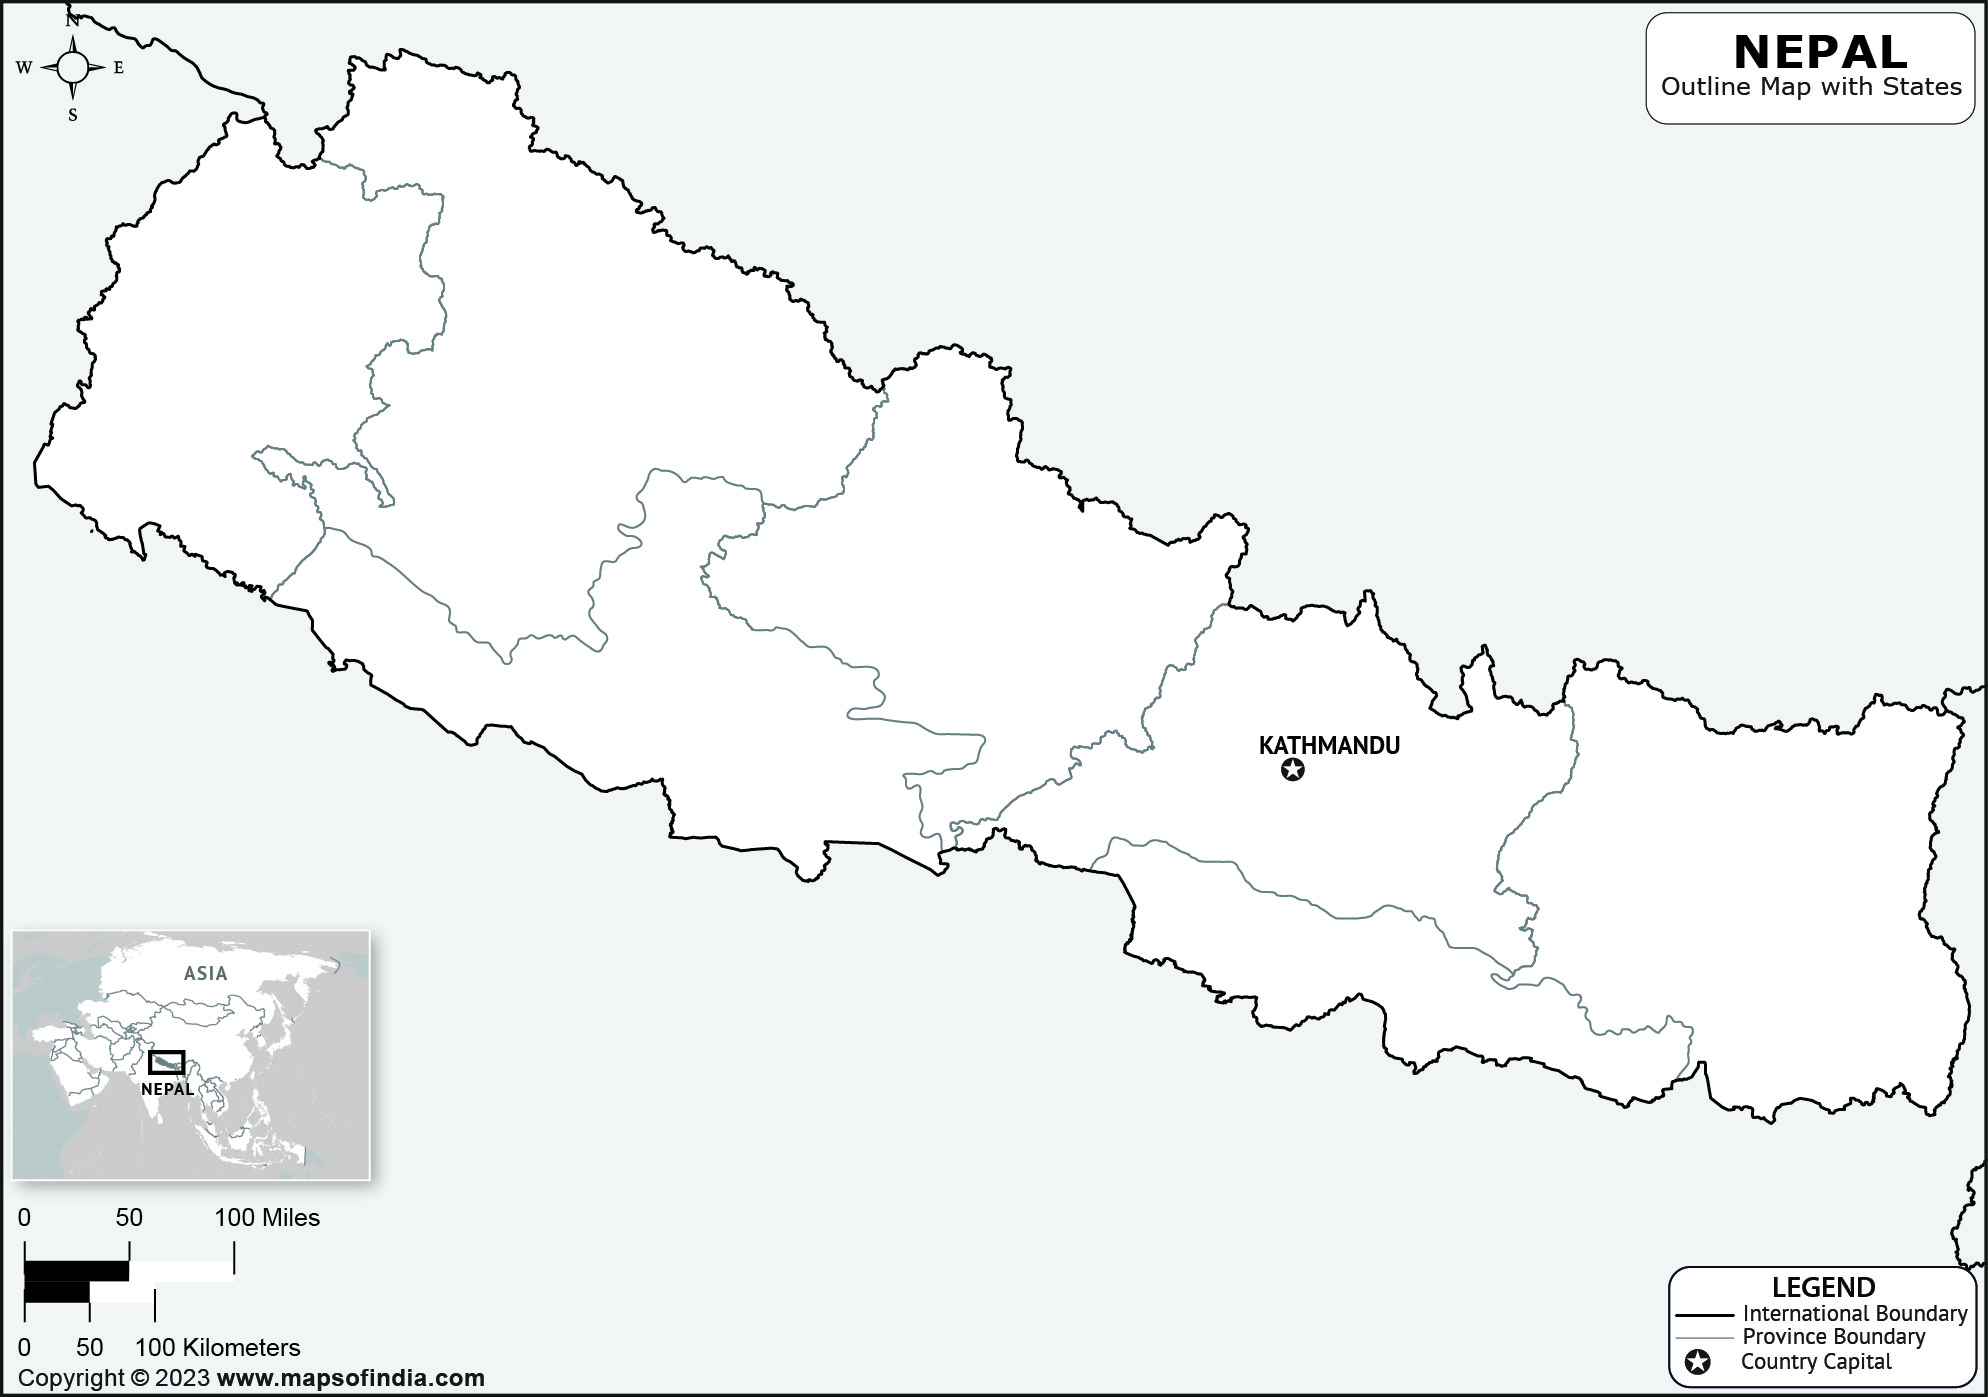 N
W E
S
NEPAL
Outline Map with States
KATHMANDU
ASIA
NEPAL
0 50 100 Miles
0 50 100 Kilometers
Copyright © 2023 www.mapsofindia.com
LEGEND
International Boundary
Province Boundary
Country Capital